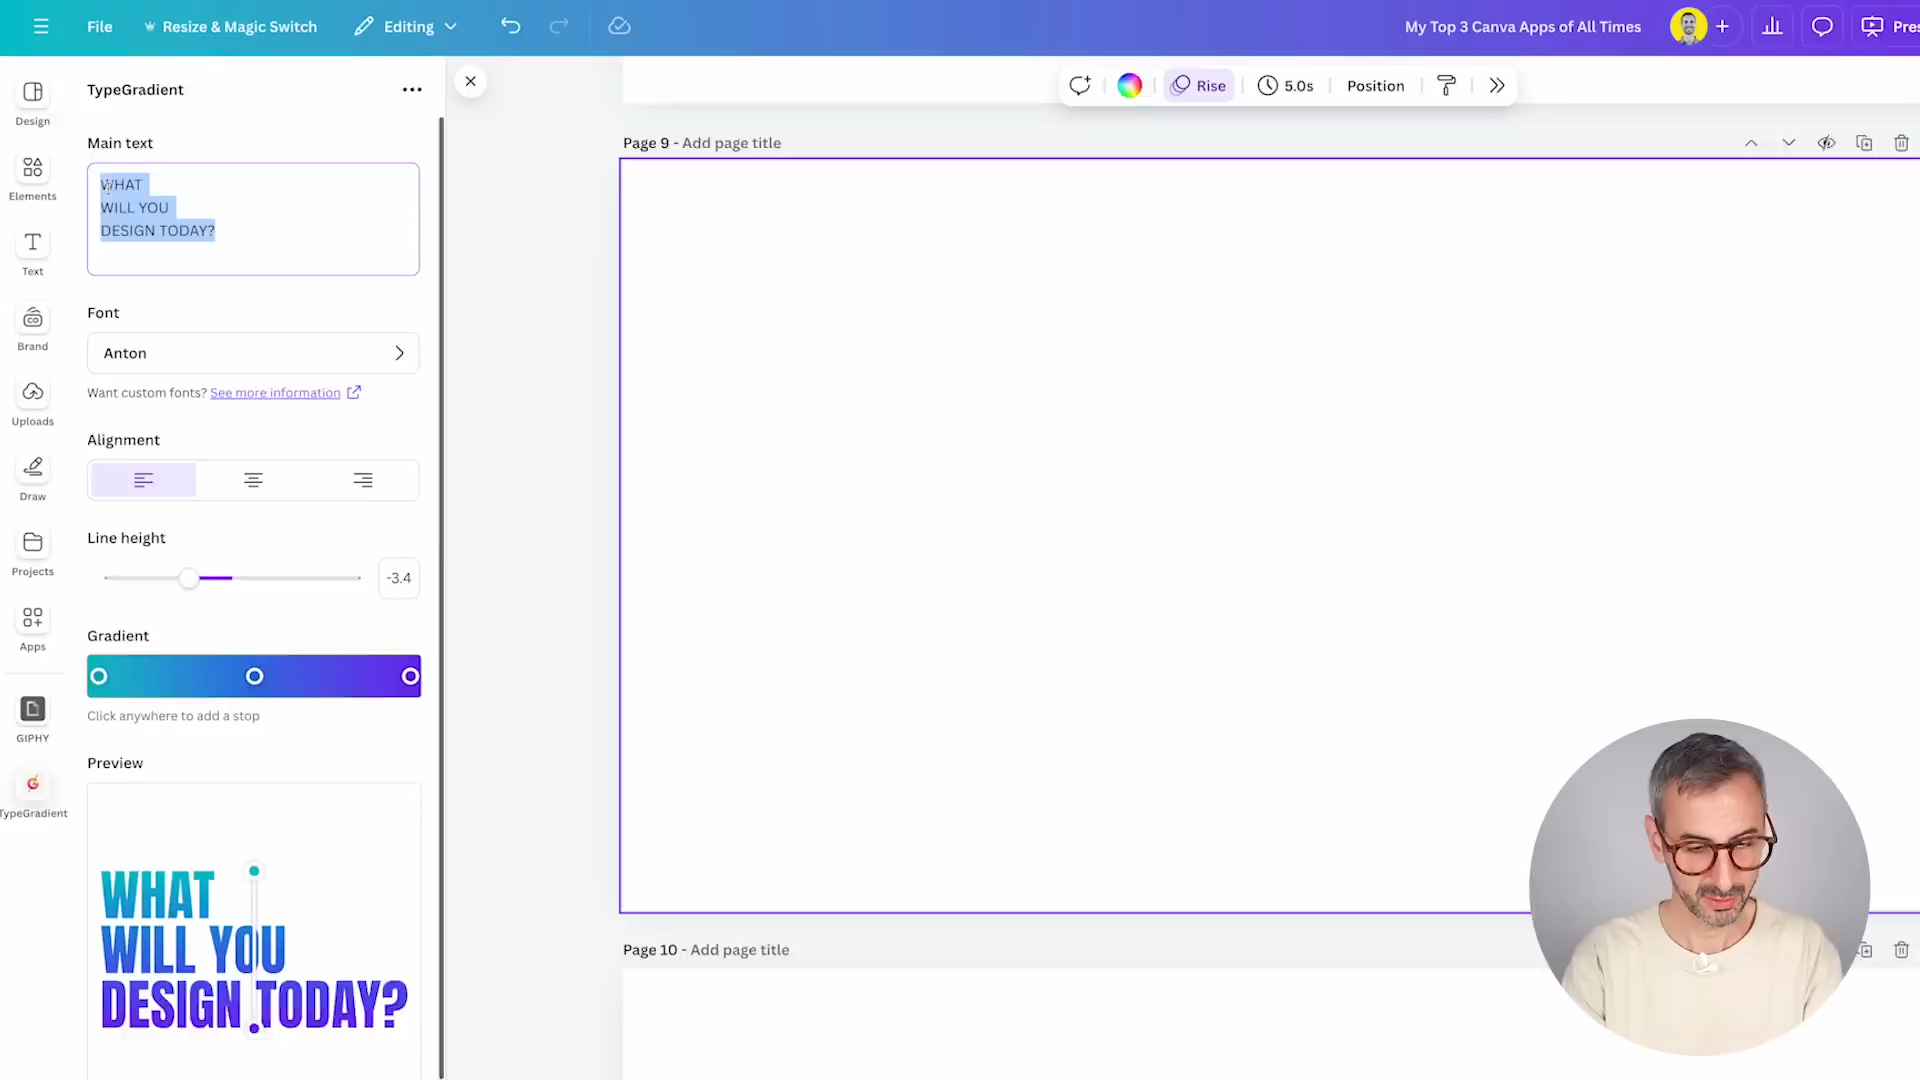 File
Resize & Magic Switch
Editing
My Top 3 Canva Apps of All Times
Design
Elements
Text
Brand
Uploads
Draw
Projects
Apps
GIPHY
TypeGradient
TypeGradient
Main text
WHAT
WILL YOU
DESIGN TODAY?
Font
Anton
Want custom fonts? See more information
Alignment
Line height
-3.4
Gradient
Click anywhere to add a stop
Preview
WHAT
WILL YOU
DESIGN TODAY?
Rise
5.0s
Position
Page 9 - Add page title
Page 10 - Add page title